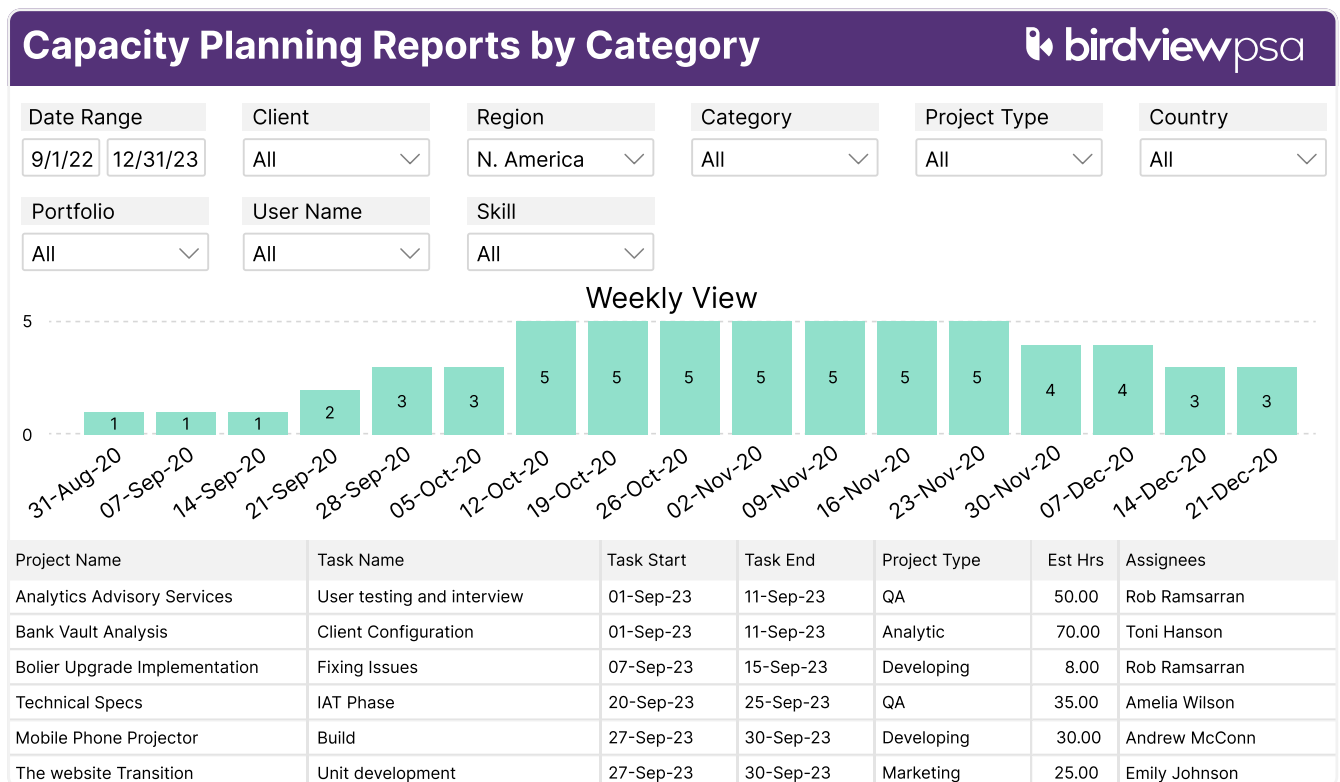 Capacity Planning Reports by Category
birdviewpsa
Date Range Client Region Category Project Type Country
9/1/22 12/31/23 All N. America All All All
Portfolio User Name Skill
All All All
Weekly View
5
5 5 5 5 5 5 5
4 4
3 3 3 3
2
1 1 1
0
31-Aug-20 07-Sep-20 14-Sep-20 21-Sep-20 28-Sep-20 05-Oct-20 12-Oct-20 19-Oct-20 26-Oct-20 02-Nov-20 09-Nov-20 16-Nov-20 23-Nov-20 30-Nov-20 07-Dec-20 14-Dec-20 21-Dec-20
Project Name Task Name Task Start Task End Project Type Est Hrs Assignees
Analytics Advisory Services User testing and interview 01-Sep-23 11-Sep-23 QA 50.00 Rob Ramsarran
Bank Vault Analysis Client Configuration 01-Sep-23 11-Sep-23 Analytic 70.00 Toni Hanson
Bolier Upgrade Implementation Fixing Issues 07-Sep-23 15-Sep-23 Developing 8.00 Rob Ramsarran
Technical Specs IAT Phase 20-Sep-23 25-Sep-23 QA 35.00 Amelia Wilson
Mobile Phone Projector Build 27-Sep-23 30-Sep-23 Developing 30.00 Andrew McConn
The website Transition Unit development 27-Sep-23 30-Sep-23 Marketing 25.00 Emily Johnson